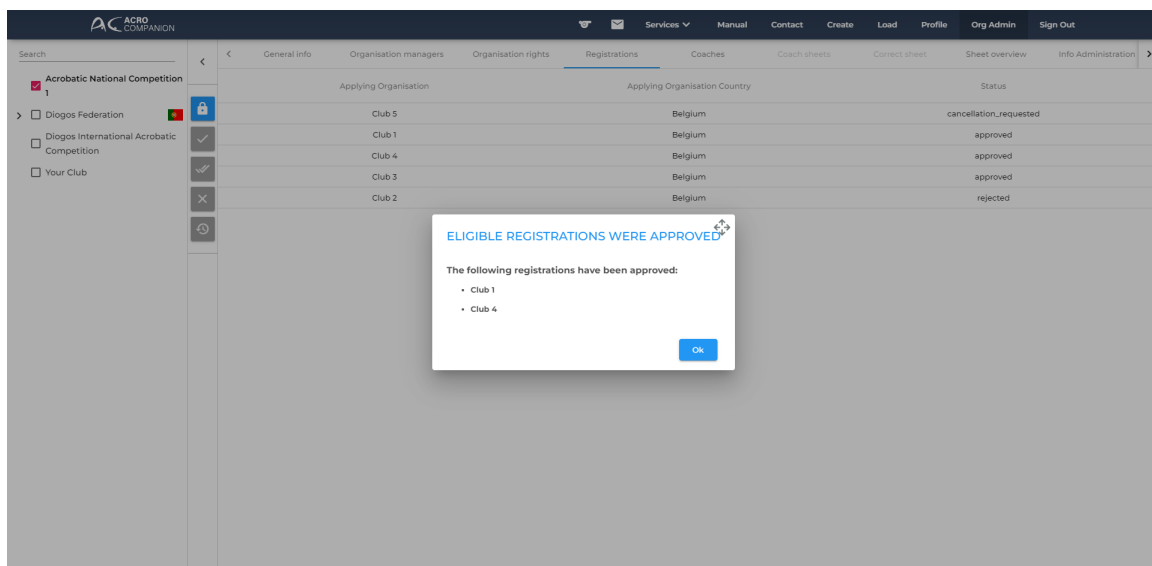 ACRO
COMPANION
Services Manual Contact Create Load Profile Org Admin Sign Out
Search
General info Organisation managers Organisation rights Registrations Coaches Coach sheets Correct sheet Sheet overview Info Administration
Acrobatic National Competition
1
Diogos Federation
Diogos International Acrobatic
Competition
Your Club
Applying Organisation Applying Organisation Country Status
Club 5 Belgium cancellation_requested
Club 1 Belgium approved
Club 4 Belgium approved
Club 3 Belgium approved
Club 2 Belgium rejected
ELIGIBLE REGISTRATIONS WERE APPROVED
The following registrations have been approved:
• Club 1
• Club 4
Ok